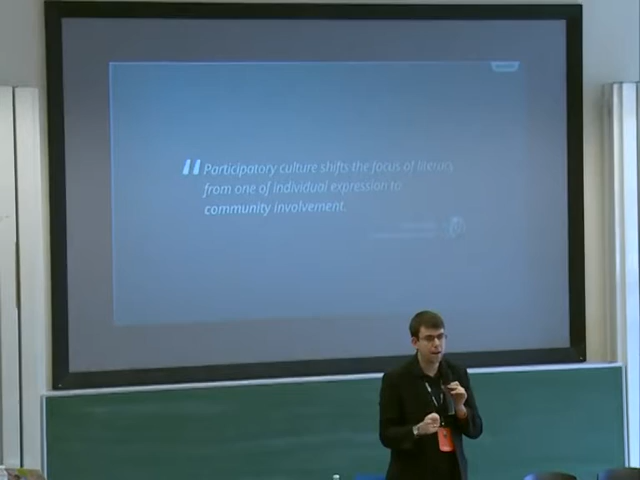 Participatory culture shifts the focus of literacy
from one of individual expression to
community involvement.